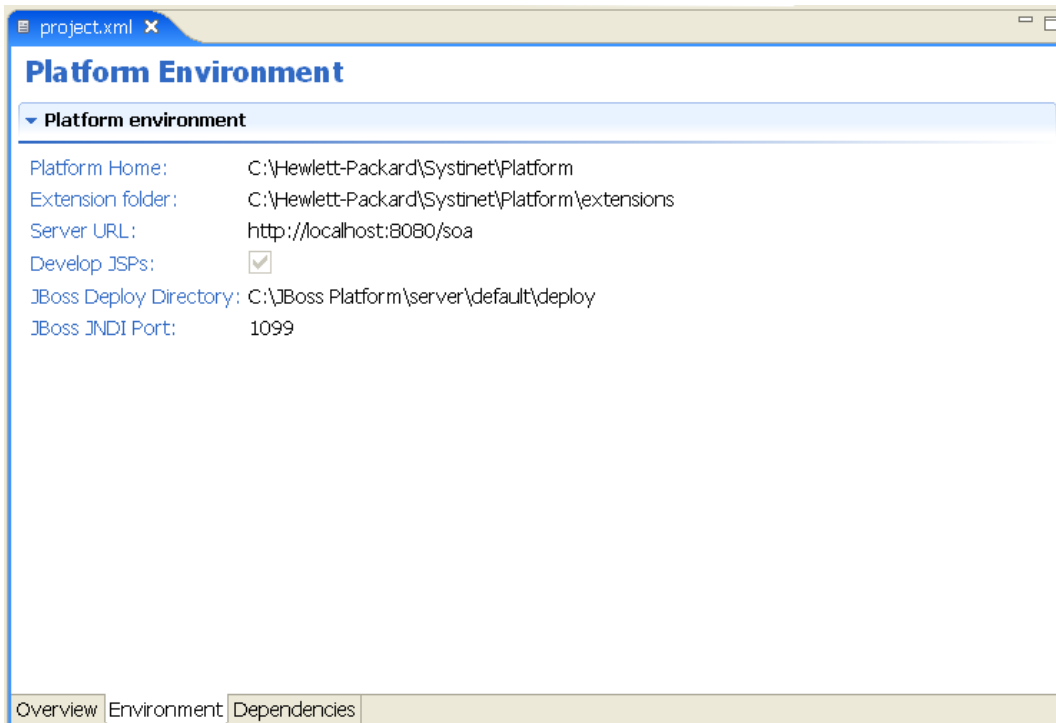 project.xml
Platform Environment
Platform environment
Platform Home: C:\Hewlett-Packard\Systinet\Platform
Extension folder: C:\Hewlett-Packard\Systinet\Platform\extensions
Server URL: http://localhost:8080/soa
Develop JSPs:
JBoss Deploy Directory: C:\JBoss Platform\server\default\deploy
JBoss JNDI Port: 1099
Overview Environment Dependencies